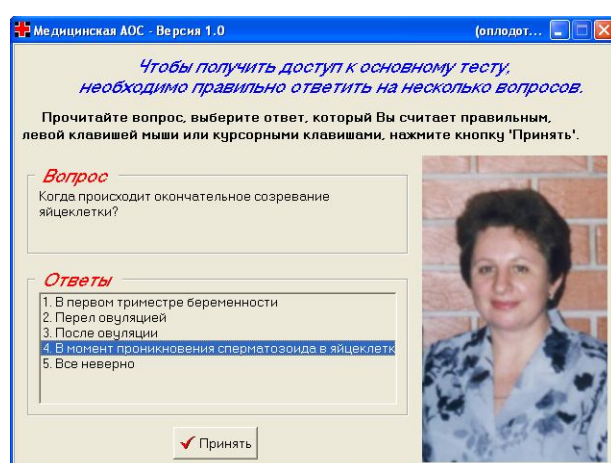 Медицинская АОС - Версия 1.0 (оплодот...
Чтобы получить доступ к основному тесту,
необходимо правильно ответить на несколько вопросов.
Прочитайте вопрос, выберите ответ, который Вы считает правильным,
левой клавишей мыши или курсорными клавишами, нажмите кнопку 'Принять'.
Вопрос
Когда происходит окончательное созревание
яйцеклетки?
Ответы
1. В первом триместре беременности
2. Перел овуляцией
3. После овуляции
4. В момент проникновения сперматозоида в яйцеклетк
5. Все неверно
Принять